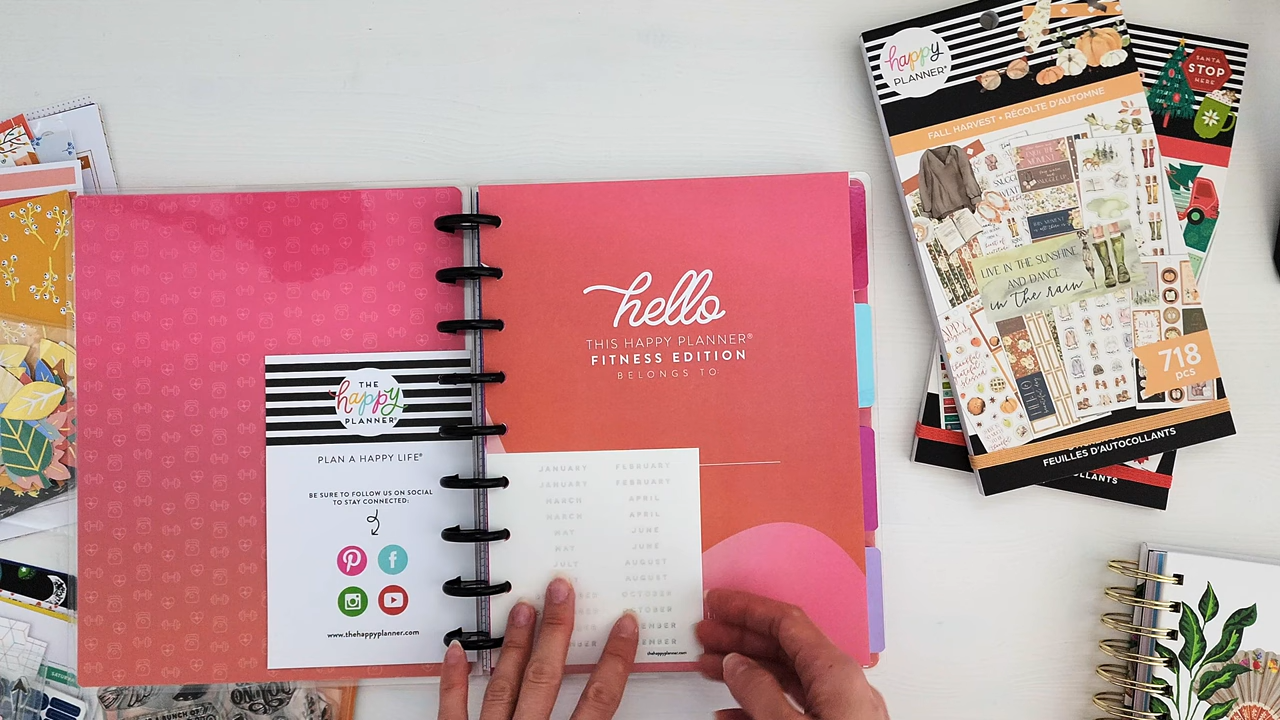 THE
happy
PLANNER®
PLAN A HAPPY LIFE®
BE SURE TO FOLLOW US ON SOCIAL
TO STAY CONNECTED:
www.thehappyplanner.com
hello
THIS HAPPY PLANNER®
FITNESS EDITION
BELONGS TO
JANUARY FEBRUARY
JANUARY FEBRUARY
MARCH APRIL
MARCH APRIL
MAY JUNE
MAY JUNE
JULY AUGUST
AUGUST
OCTOBER
OCTOBER
www.thehappyplanner.com
happy
PLANNER®
FALL HARVEST • RÉCOLTE D'AUTOMNE
LIVE IN THE SUNSHINE
AND DANCE
in the rain
718
pcs
FEUILLES D'AUTOCOLLANTS
SANTA
STOP
HERE